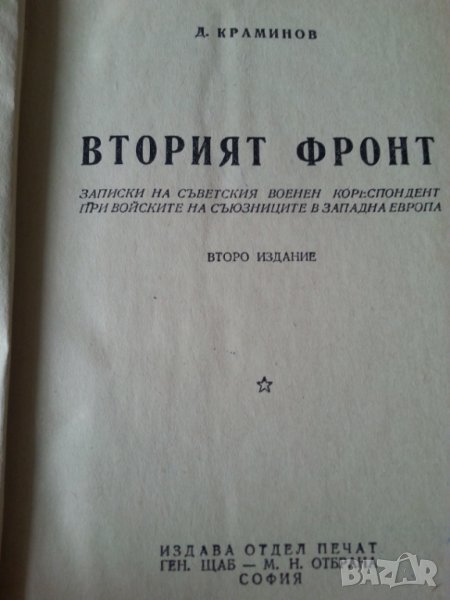 Д. КРАМИНОВ
ВТОРИЯТ ФРОНТ
ЗАПИСКИ НА СЪВЕТСКИЯ ВОЕНЕН КОРЕСПОНДЕНТ
ПРИ ВОЙСКИТЕ НА СЪЮЗНИЦИТЕ В ЗАПАДНА ЕВРОПА
ВТОРО ИЗДАНИЕ
ИЗДАВА ОТДЕЛ ПЕЧАТ
ГЕН. ЩАБ — М. Н. ОТБРАНА
СОФИЯ
BAZAR